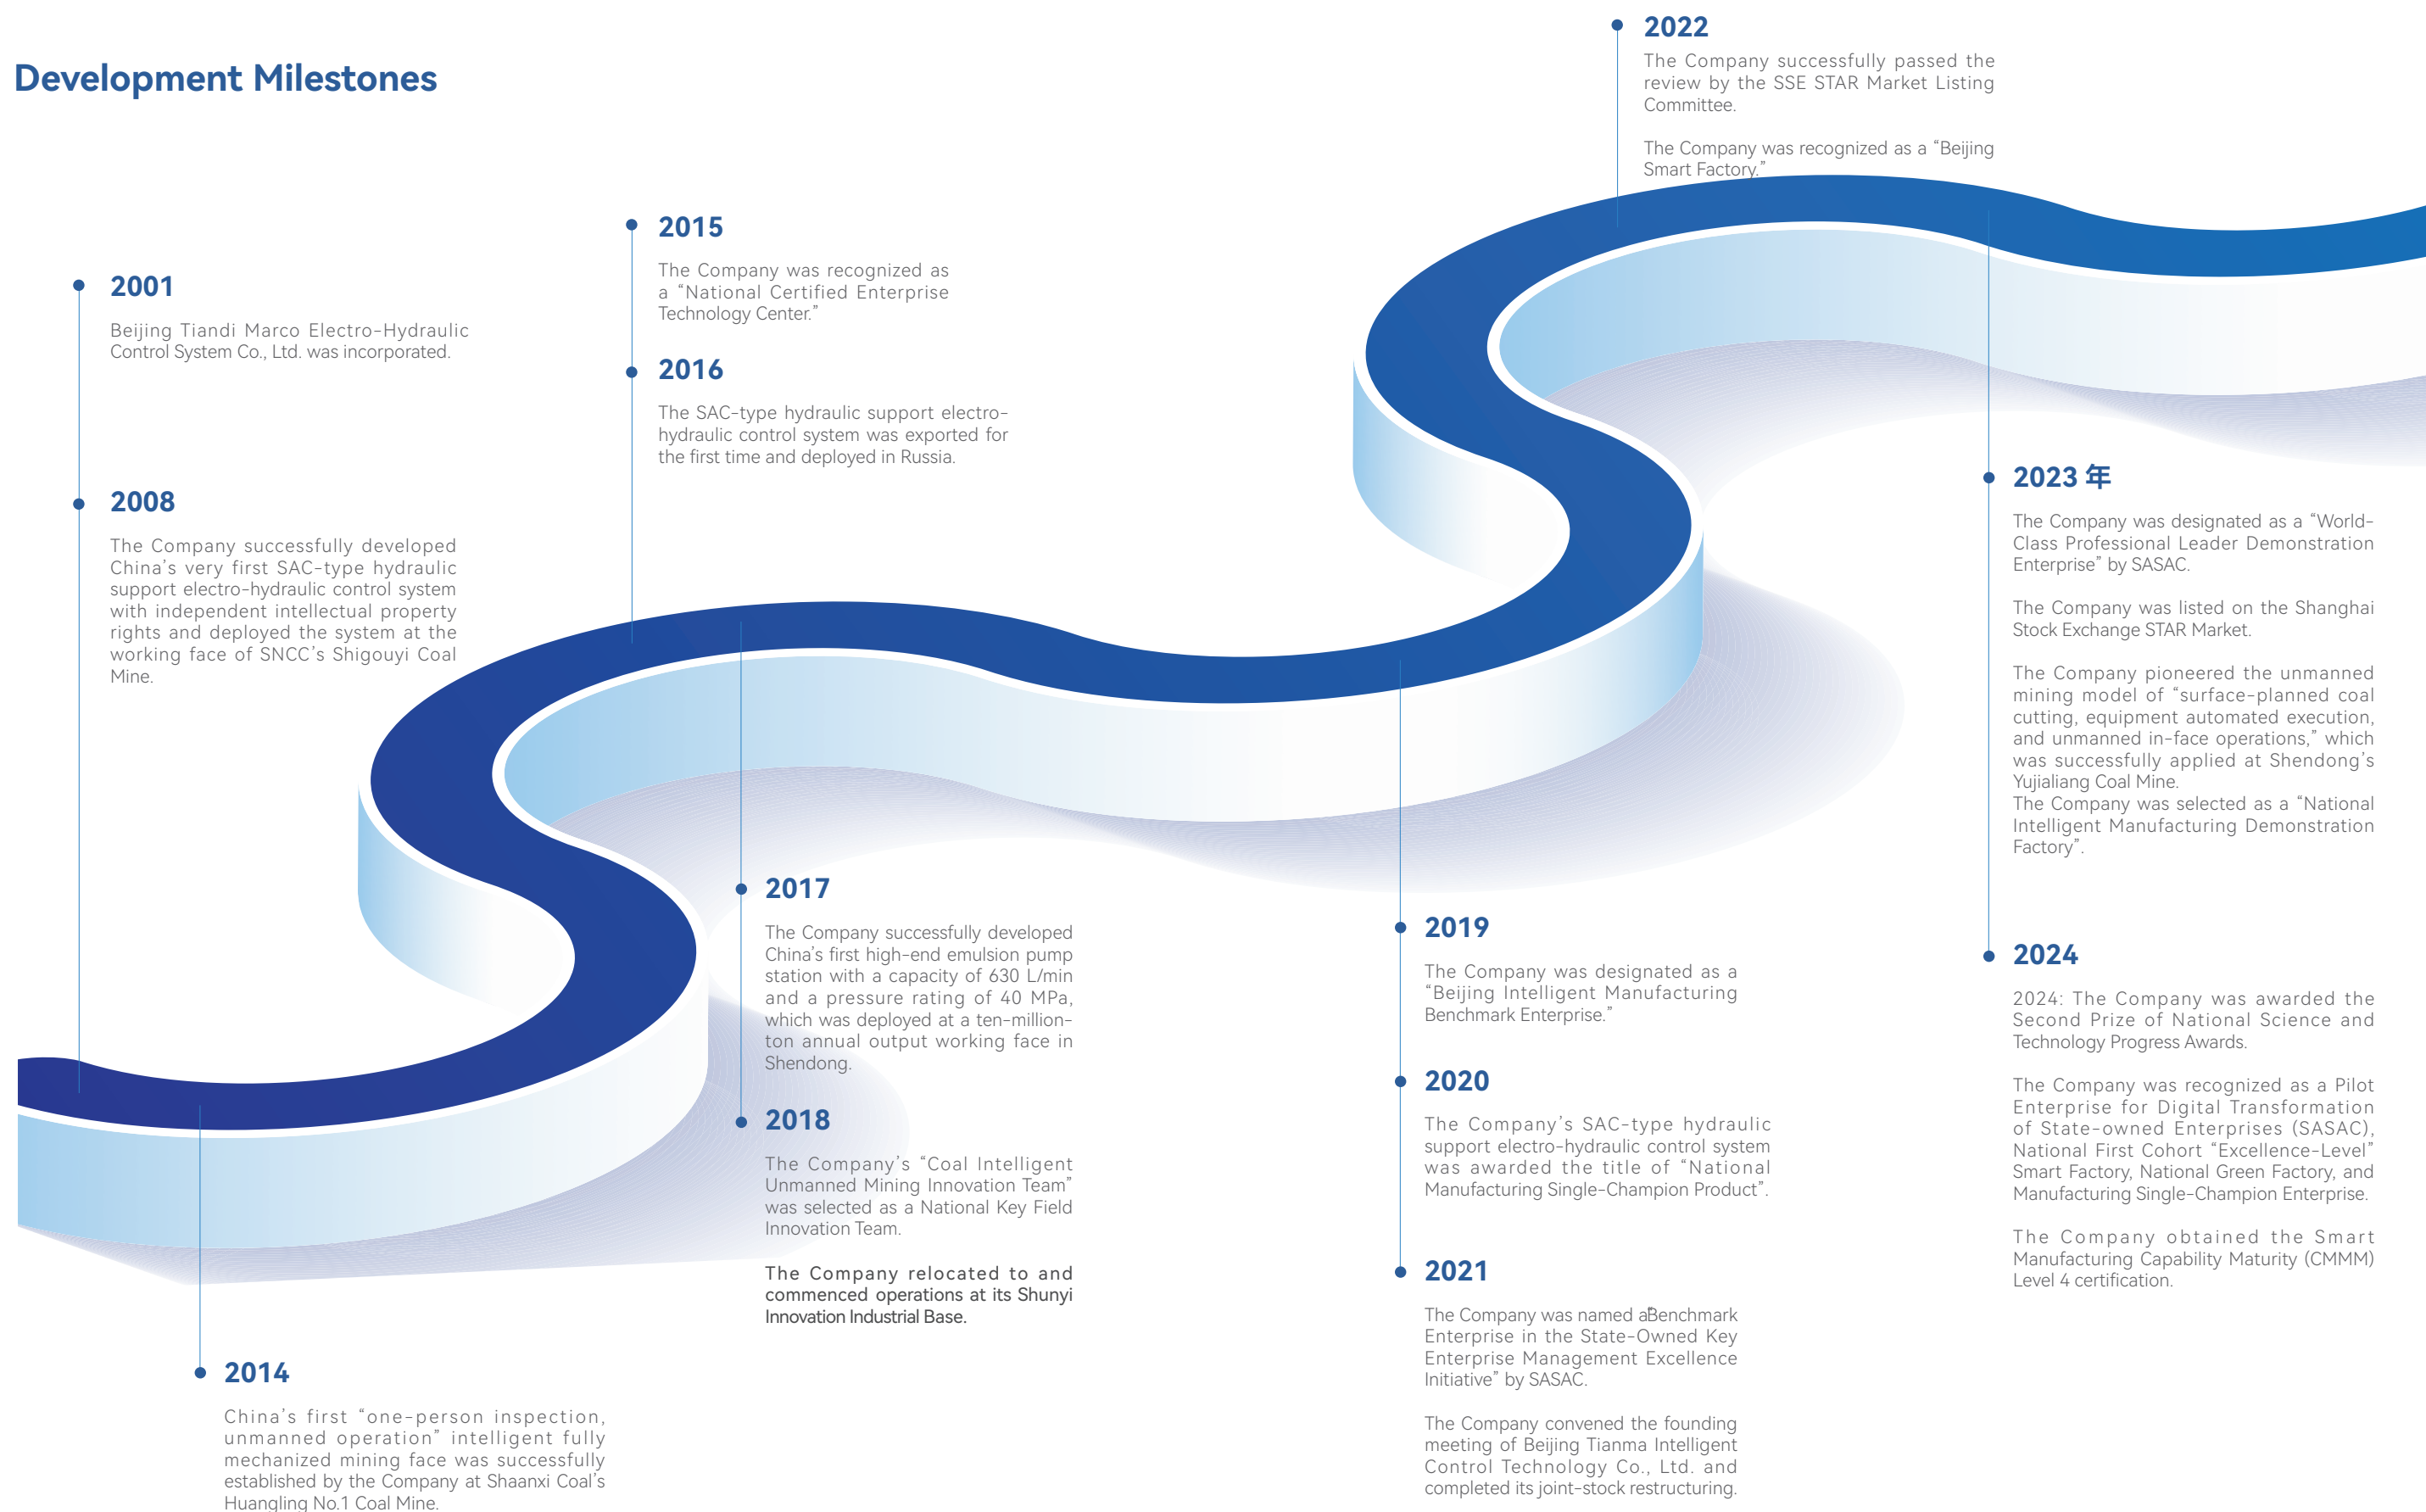 Development Milestones
2001
Beijing Tiandi Marco Electro-Hydraulic
Control System Co., Ltd. was incorporated.
2008
The Company successfully developed
China's very first SAC-type hydraulic
support electro-hydraulic control system
with independent intellectual property
rights and deployed the system at the
working face of SNCC's Shigouyi Coal
Mine.
2014
China's first “one-person inspection,
unmanned operation” intelligent fully
mechanized mining face was successfully
established by the Company at Shaanxi Coal's
Huangling No.1 Coal Mine.
2015
The Company was recognized as
a “National Certified Enterprise
Technology Center.”
2016
The SAC-type hydraulic support electro-
hydraulic control system was exported for
the first time and deployed in Russia.
2017
The Company successfully developed
China's first high-end emulsion pump
station with a capacity of 630 L/min
and a pressure rating of 40 MPa,
which was deployed at a ten-million-
ton annual output working face in
Shendong.
2018
The Company's “Coal Intelligent
Unmanned Mining Innovation Team”
was selected as a National Key Field
Innovation Team.
The Company relocated to and
commenced operations at its Shunyi
Innovation Industrial Base.
2019
The Company was designated as a
“Beijing Intelligent Manufacturing
Benchmark Enterprise.”
2020
The Company's SAC-type hydraulic
support electro-hydraulic control system
was awarded the title of “National
Manufacturing Single-Champion Product”.
2021
The Company was named a“Benchmark
Enterprise in the State-Owned Key
Enterprise Management Excellence
Initiative” by SASAC.
The Company convened the founding
meeting of Beijing Tianma Intelligent
Control Technology Co., Ltd. and
completed its joint-stock restructuring.
2022
The Company successfully passed the
review by the SSE STAR Market Listing
Committee.
The Company was recognized as a “Beijing
Smart Factory.”
2023 年
The Company was designated as a “World-
Class Professional Leader Demonstration
Enterprise” by SASAC.
The Company was listed on the Shanghai
Stock Exchange STAR Market.
The Company pioneered the unmanned
mining model of “surface-planned coal
cutting, equipment automated execution,
and unmanned in-face operations,” which
was successfully applied at Shendong's
Yujialiang Coal Mine.
The Company was selected as a “National
Intelligent Manufacturing Demonstration
Factory”.
2024
2024: The Company was awarded the
Second Prize of National Science and
Technology Progress Awards.
The Company was recognized as a Pilot
Enterprise for Digital Transformation
of State-owned Enterprises (SASAC),
National First Cohort “Excellence-Level”
Smart Factory, National Green Factory, and
Manufacturing Single-Champion Enterprise.
The Company obtained the Smart
Manufacturing Capability Maturity (CMMM)
Level 4 certification.